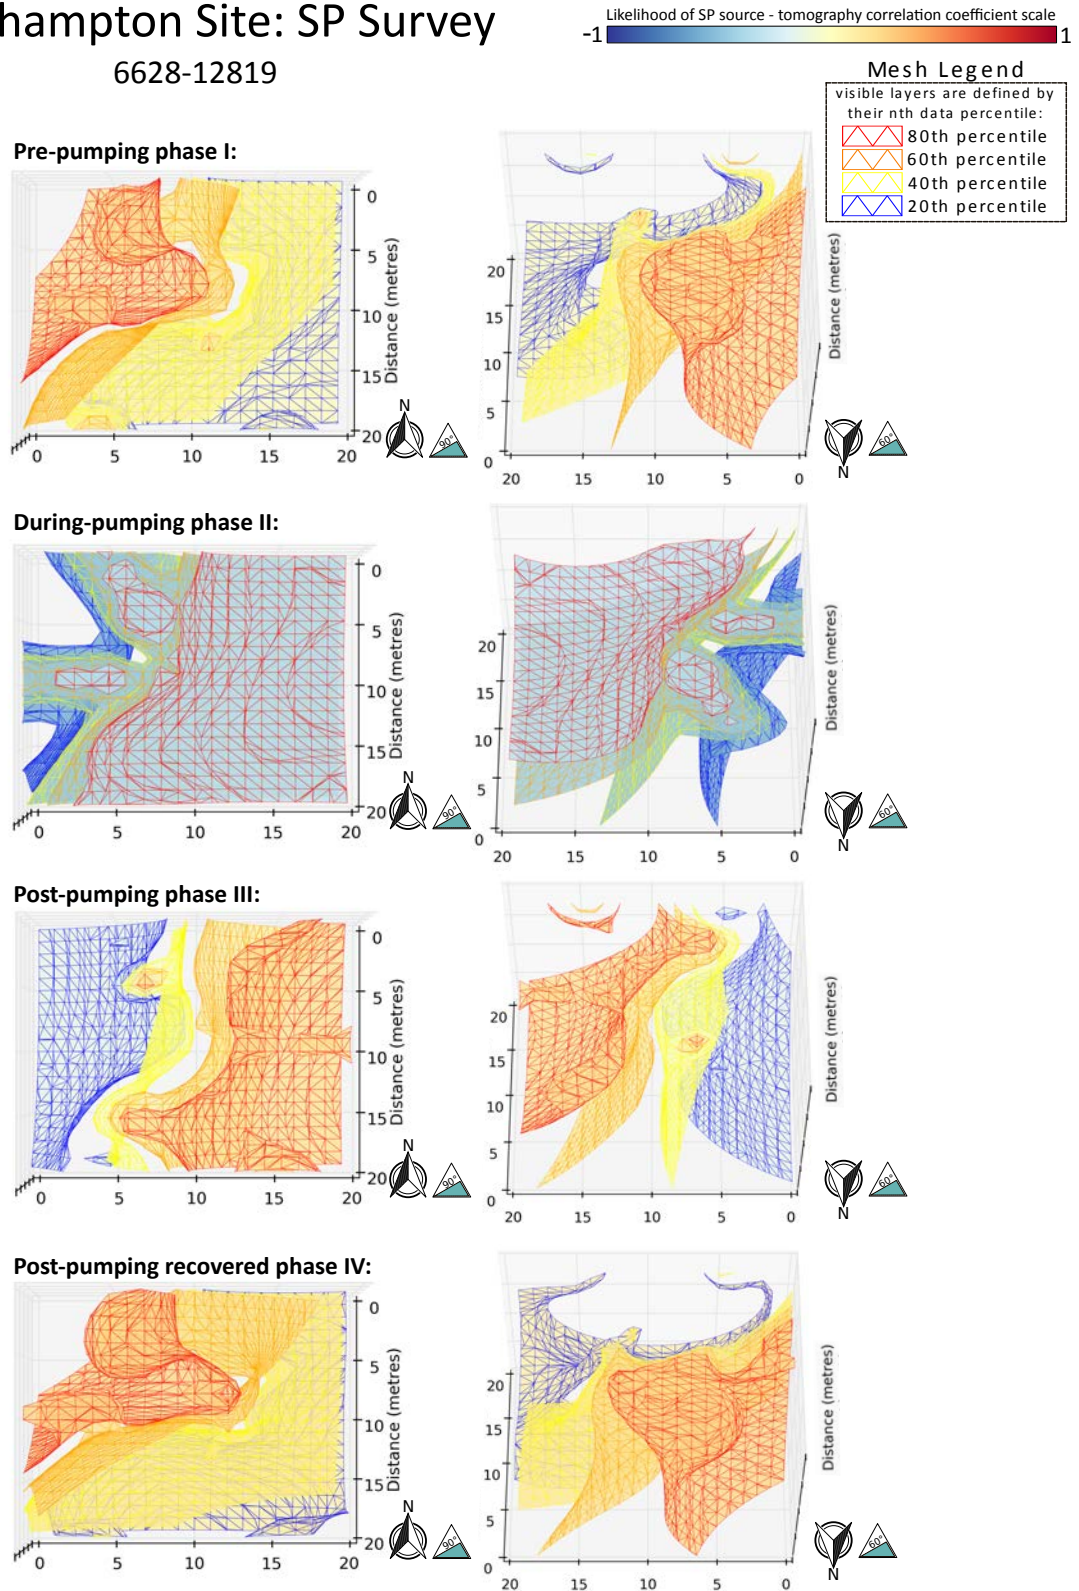 hampton Site: SP Survey
6628-12819
Likelihood of SP source - tomography correlation coefficient scale
-1 1
Mesh Legend
visible layers are defined by
their nth data percentile:
80th percentile
60th percentile
40th percentile
20th percentile
Pre-pumping phase I:
0
5
10
15
20
Distance (metres)
0 5 10 15 20
N
90°
20
15
10
5
0
Distance (metres)
20 15 10 5 0
N
60°
During-pumping phase II:
0
5
10
15
20
Distance (metres)
0 5 10 15 20
N
90°
20
15
10
5
0
Distance (metres)
20 15 10 5 0
N
60°
Post-pumping phase III:
0
5
10
15
20
Distance (metres)
0 5 10 15 20
N
90°
20
15
10
5
0
Distance (metres)
20 15 10 5 0
N
60°
Post-pumping recovered phase IV:
0
5
10
15
20
Distance (metres)
0 5 10 15 20
N
90°
20
15
10
5
0
Distance (metres)
20 15 10 5 0
N
60°